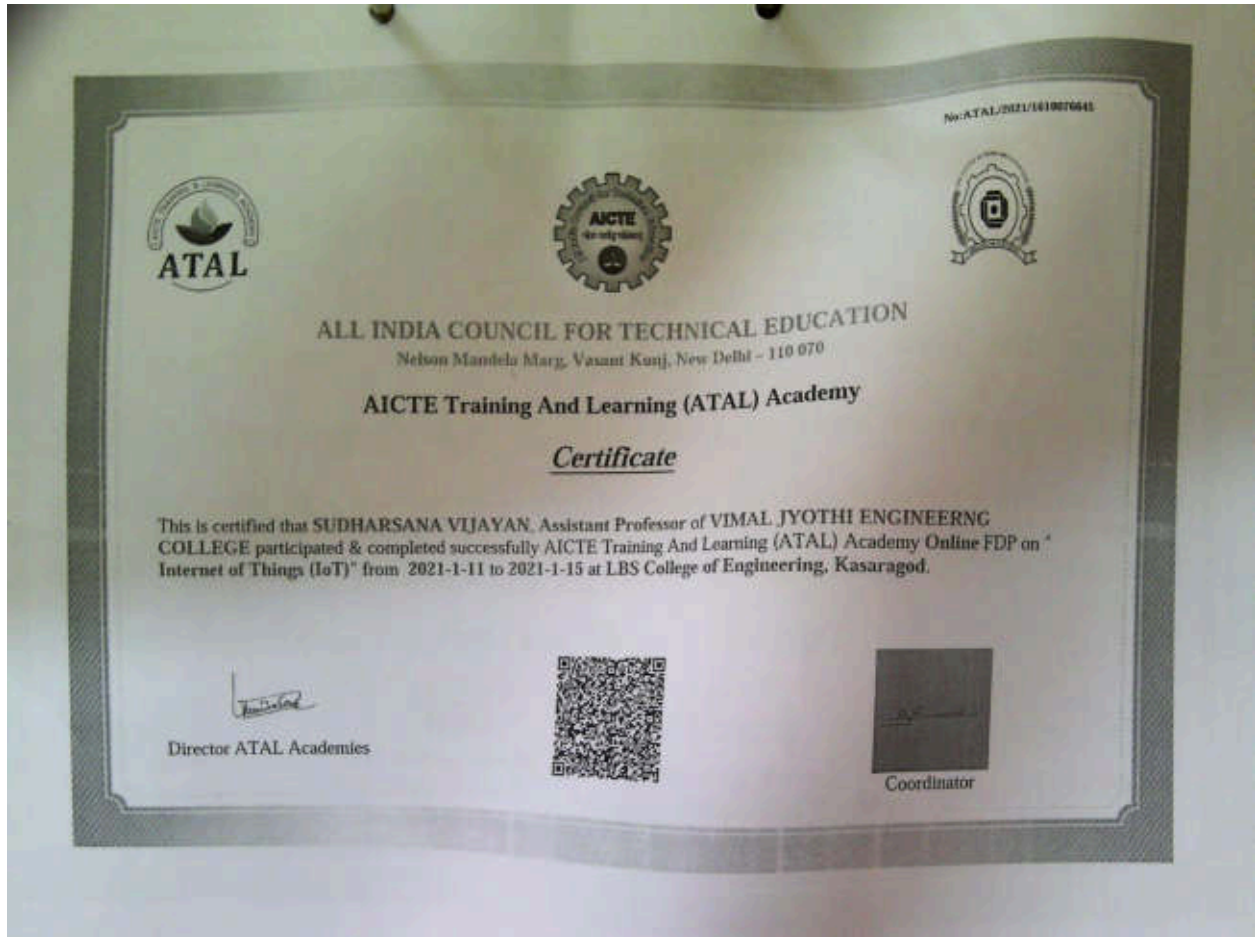 No:ATAL/2021/1610076645
ATAL
AICTE
ALL INDIA COUNCIL FOR TECHNICAL EDUCATION
Nelson Mandela Marg, Vasant Kunj, New Delhi – 110 070
AICTE Training And Learning (ATAL) Academy
Certificate
This is certified that SUDHARSANA VIJAYAN, Assistant Professor of VIMAL JYOTHI ENGINEERNG
COLLEGE participated & completed successfully AICTE Training And Learning (ATAL) Academy Online FDP on "
Internet of Things (IoT)" from 2021-1-11 to 2021-1-15 at LBS College of Engineering, Kasaragod.
Director ATAL Academies
Coordinator